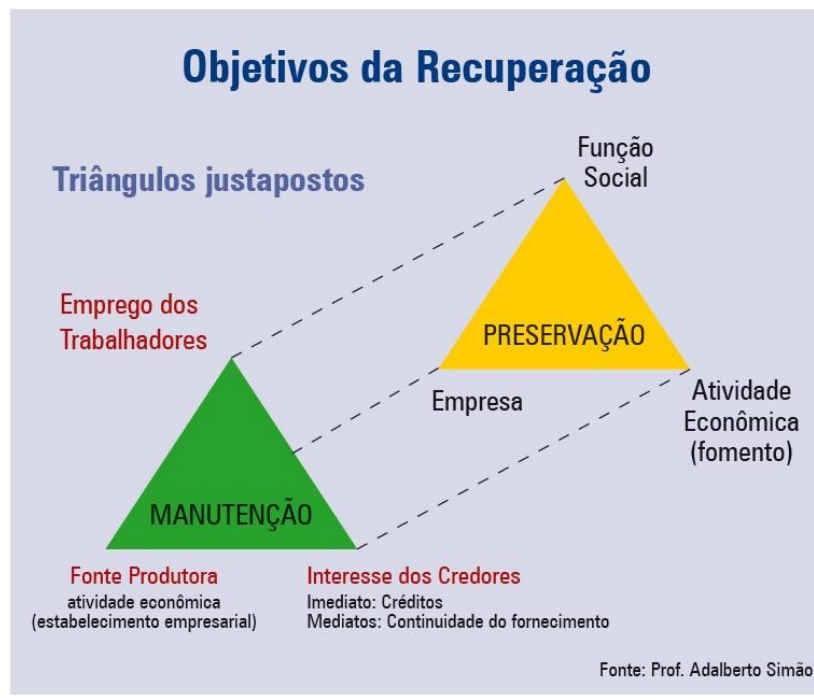 Objetivos da Recuperação
Triângulos justapostos
Função
Social
Emprego dos
Trabalhadores
PRESERVAÇÃO
Empresa
Atividade
Econômica
(fomento)
MANUTENÇÃO
Fonte Produtora
atividade econômica
(estabelecimento empresarial)
Interesse dos Credores
Imediato: Créditos
Mediatos: Continuidade do fornecimento
Fonte: Prof. Adalberto Simão